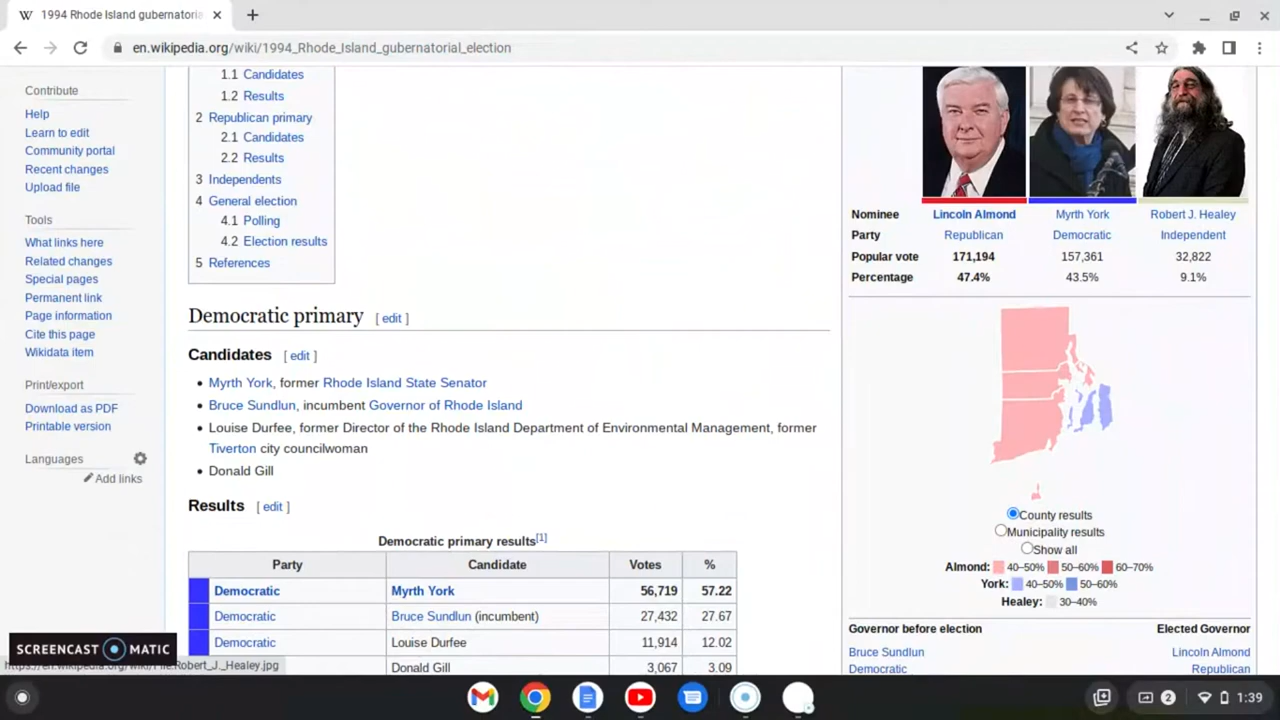 1994 Rhode Island gubernatoria
en.wikipedia.org/wiki/1994_Rhode_Island_gubernatorial_election
Contribute
Help
Learn to edit
Community portal
Recent changes
Upload file
Tools
What links here
Related changes
Special pages
Permanent link
Page information
Cite this page
Wikidata item
Print/export
Download as PDF
Printable version
Languages
Add links
1.1 Candidates
1.2 Results
2 Republican primary
2.1 Candidates
2.2 Results
3 Independents
4 General election
4.1 Polling
4.2 Election results
5 References
Democratic primary [ edit ]
Candidates [ edit ]
• Myrth York, former Rhode Island State Senator
• Bruce Sundlun, incumbent Governor of Rhode Island
• Louise Durfee, former Director of the Rhode Island Department of Environmental Management, former
Tiverton city councilwoman
• Donald Gill
Results [ edit ]
Democratic primary results[1]
Party Candidate Votes %
Democratic Myrth York 56,719 57.22
Democratic Bruce Sundlun (incumbent) 27,432 27.67
Democratic Louise Durfee 11,914 12.02
Donald Gill 3,067 3.09
Nominee Lincoln Almond Myrth York Robert J. Healey
Party Republican Democratic Independent
Popular vote 171,194 157,361 32,822
Percentage 47.4% 43.5% 9.1%
County results
Municipality results
Show all
Almond: 40–50% 50–60% 60–70%
York: 40–50% 50–60%
Healey: 30–40%
Governor before election Elected Governor
Bruce Sundlun Lincoln Almond
Democratic Republican
SCREENCAST MATIC
https://en.wikipedia.org/wiki/File:Robert_J._Healey.jpg
2 1:39